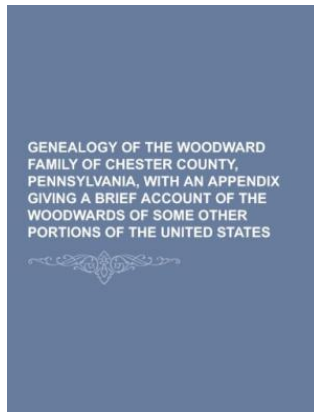 GENEALOGY OF THE WOODWARD
FAMILY OF CHESTER COUNTY,
PENNSYLVANIA, WITH AN APPENDIX
GIVING A BRIEF ACCOUNT OF THE
WOODWARDS OF SOME OTHER
PORTIONS OF THE UNITED STATES